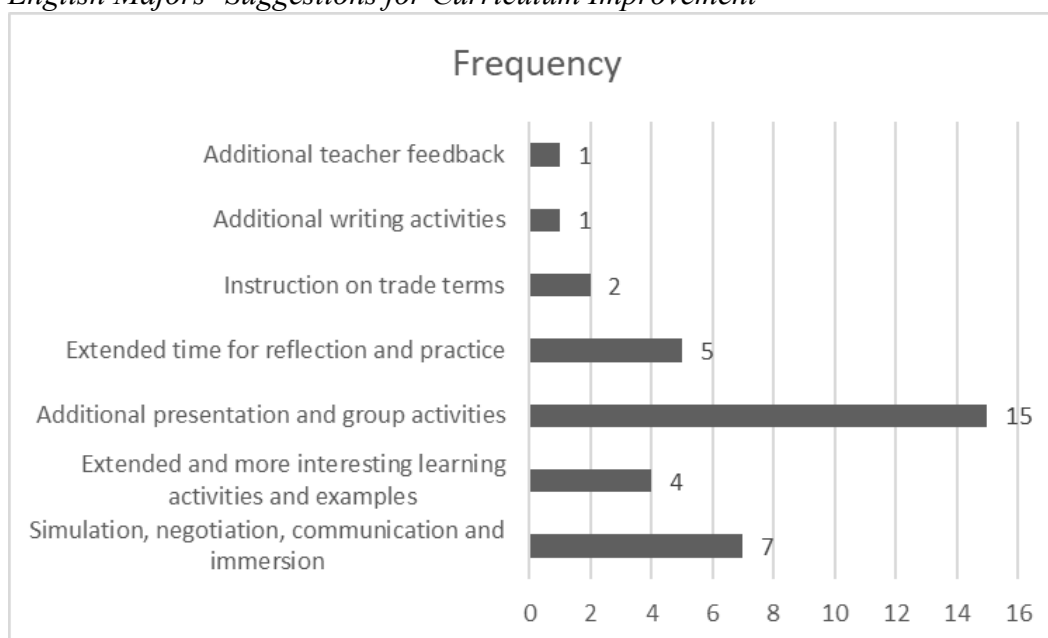 English Majors' Suggestions for Curriculum Improvement
Frequency
Additional teacher feedback
1
Additional writing activities
1
Instruction on trade terms
2
Extended time for reflection and practice
5
Additional presentation and group activities
15
Extended and more interesting learning
activities and examples
4
Simulation, negotiation, communication and
immersion
7
0 2 4 6 8 10 12 14 16